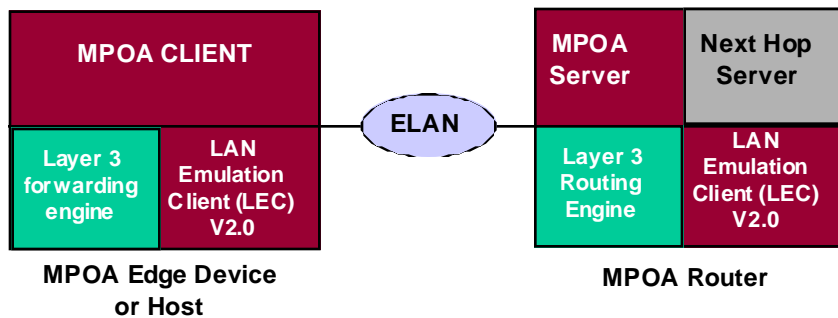 MPOA CLIENT
Layer 3
forwarding
engine
LAN
Emulation
Client (LEC)
V2.0
MPOA Edge Device
or Host
ELAN
MPOA
Server
Next Hop
Server
Layer 3
Routing
Engine
LAN
Emulation
Client (LEC)
V2.0
MPOA Router